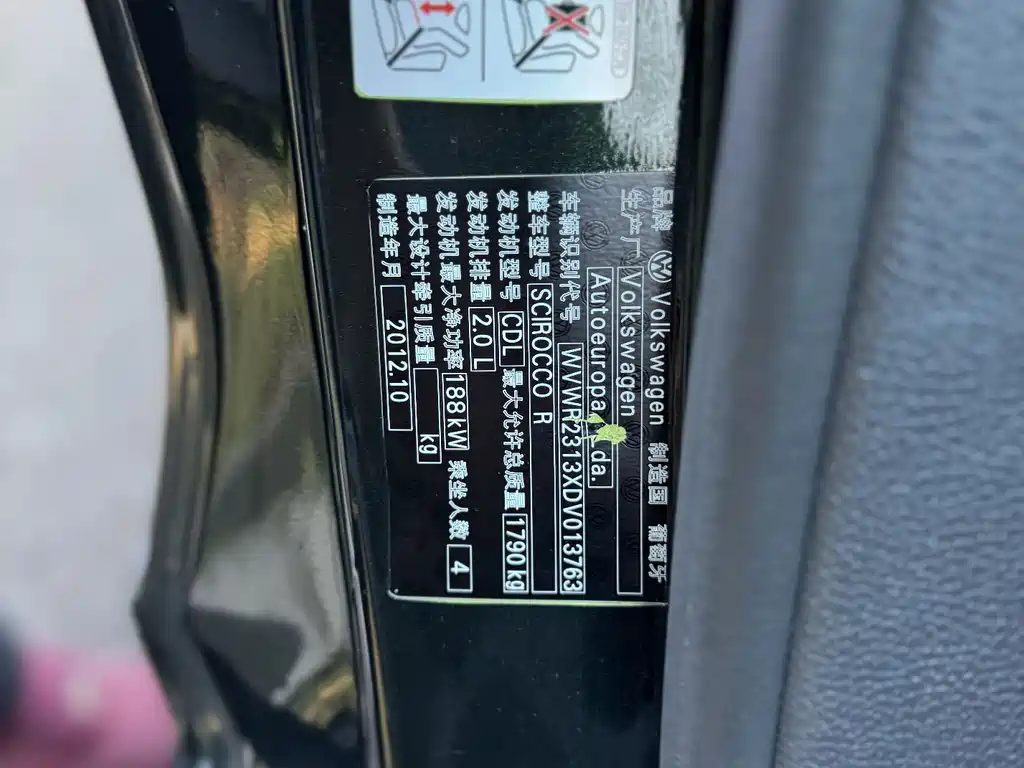 品牌 Volkswagen 制造国 葡萄牙
生产厂 Volkswagen
Autoeuropa, Lda.
车辆识别代号 WVWR2313XDV013763
整车型号 SCIROCCO R
发动机型号 CDL 最大允许总质量 1790 kg
发动机排量 2.0 L
发动机最大净功率 188 kW 乘坐人数 4
最大设计牵引质量 kg
制造年月 2012.10